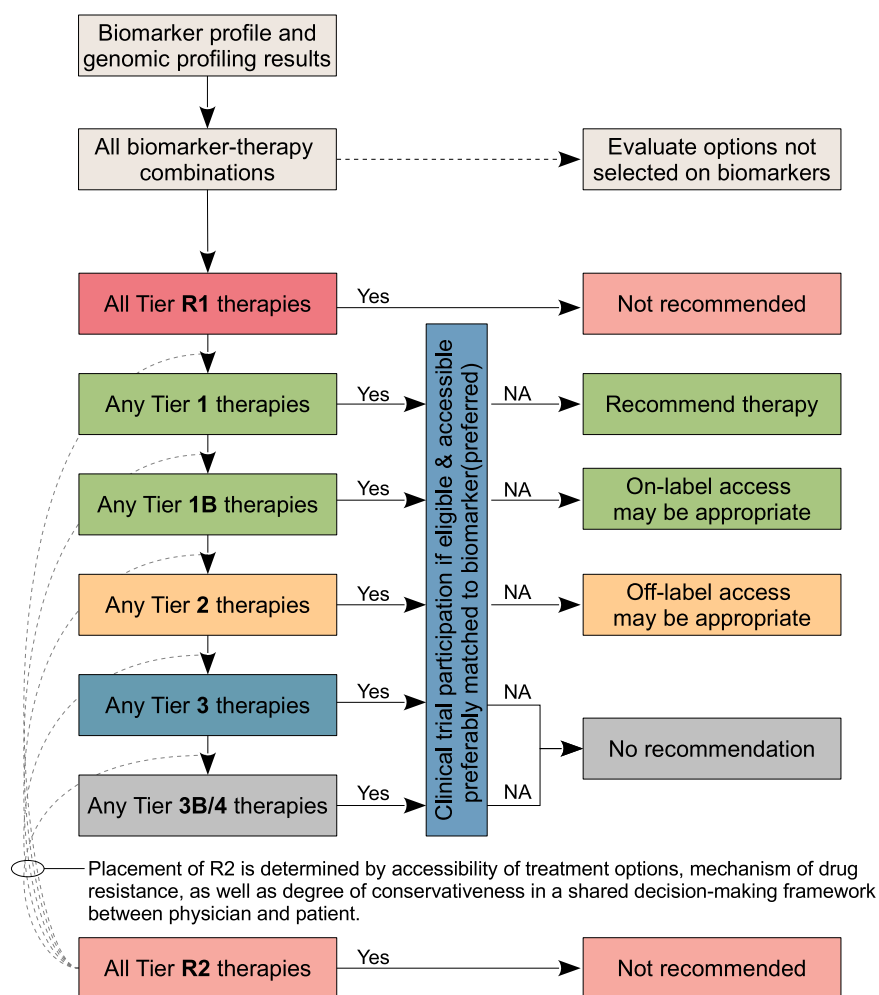 Biomarker profile and
genomic profiling results
All biomarker-therapy
combinations
Evaluate options not
selected on biomarkers
All Tier R1 therapies
Yes
Not recommended
Any Tier 1 therapies
Yes
NA
Recommend therapy
Any Tier 1B therapies
Yes
NA
On-label access
may be appropriate
Any Tier 2 therapies
Yes
NA
Off-label access
may be appropriate
Any Tier 3 therapies
Yes
NA
No recommendation
Any Tier 3B/4 therapies
Yes
NA
Clinical trial participation if eligible & accessible
preferably matched to biomarker(preferred)
Placement of R2 is determined by accessibility of treatment options, mechanism of drug
resistance, as well as degree of conservativeness in a shared decision-making framework
between physician and patient.
All Tier R2 therapies
Yes
Not recommended